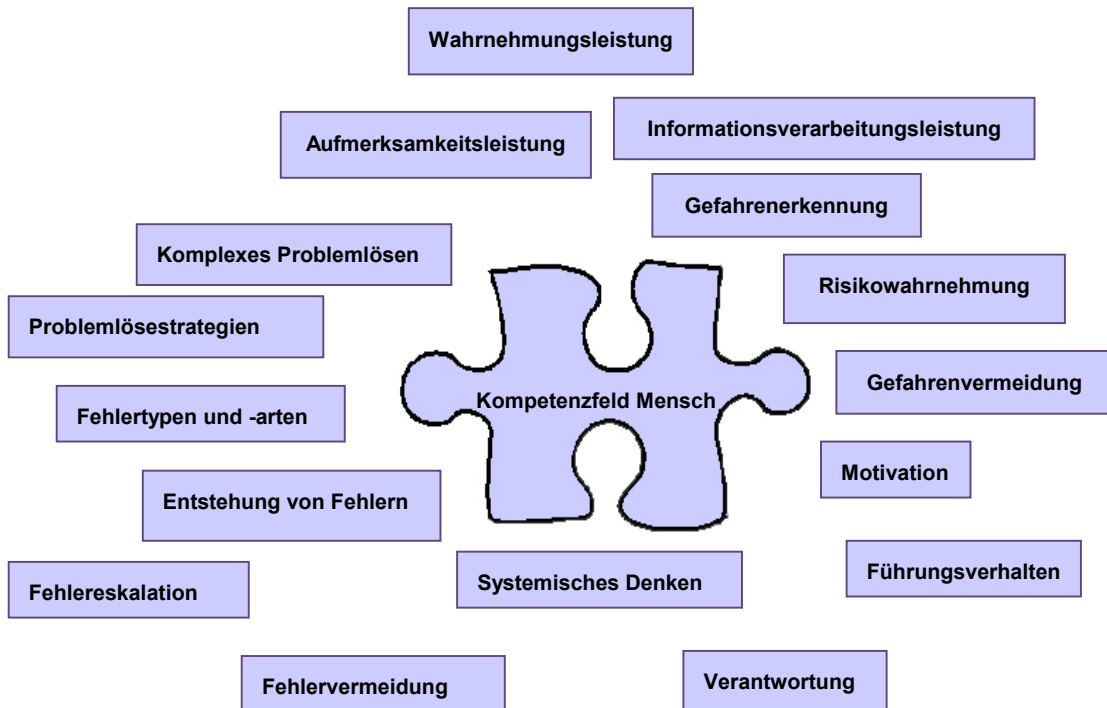 Wahrnehmungsleistung
Aufmerksamkeitsleistung
Informationsverarbeitungsleistung
Gefahrenerkennung
Komplexes Problemlösen
Risikowahrnehmung
Problemlösestrategien
Gefahrenvermeidung
Kompetenzfeld Mensch
Fehlertypen und -arten
Motivation
Entstehung von Fehlern
Führungsverhalten
Systemisches Denken
Fehlereskalation
Fehlervermeidung
Verantwortung